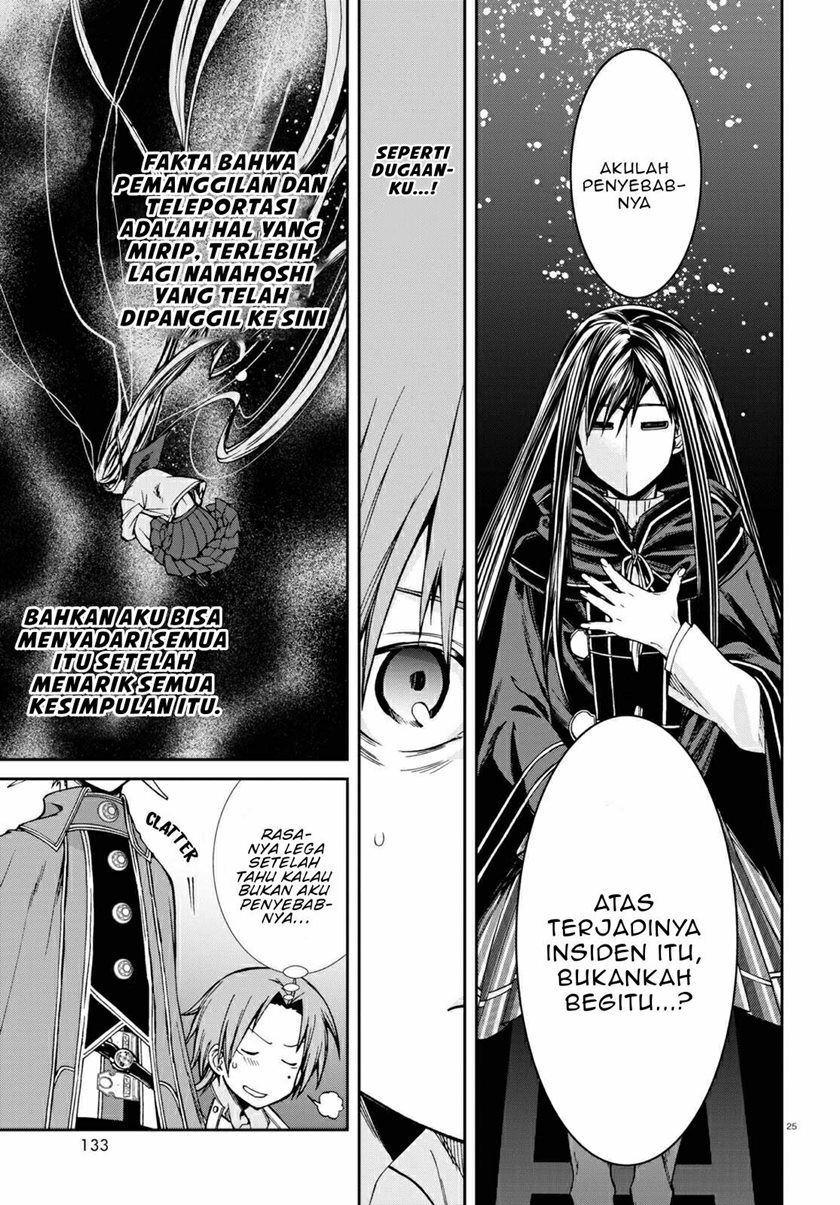 AKULAH
PENYEBAB-
NYA
ATAS
TERJADINYA
INSIDEN ITU,
BUKANKAH
BEGITU...?
SEPERTI
DUGAAN-
KU...!
FAKTA BAHWA
PEMANGGILAN DAN
TELEPORTASI
ADALAH HAL YANG
MIRIP, TERLEBIH
LAGI NANAHOSHI
YANG TELAH
DIPANGGIL KE SINI
BAHKAN AKU BISA
MENYADARI SEMUA
ITU SETELAH
MENARIK SEMUA
KESIMPULAN ITU.
CLATTER
RASA-
NYA LEGA
SETELAH
TAHU KALAU
BUKAN AKU
PENYEBAB-
NYA...
25
133